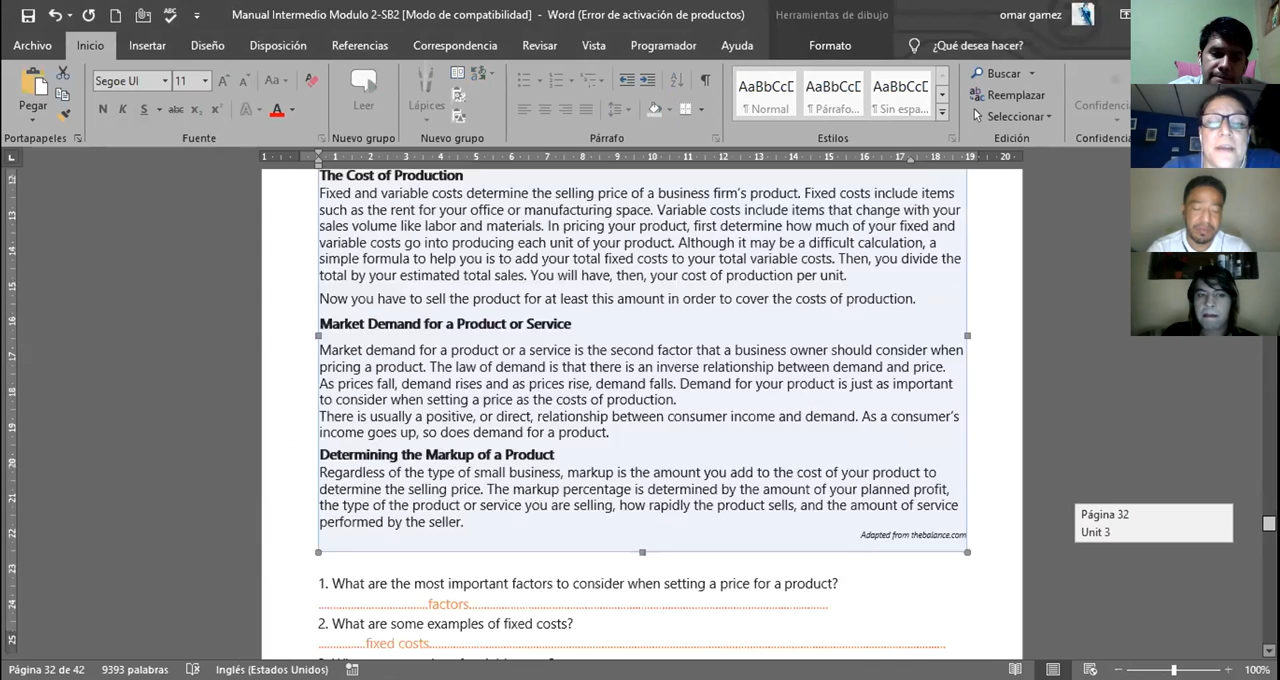 Manual Intermedio Modulo 2-SB2 [Modo de compatibilidad] - Word (Error de activación de productos)
Herramientas de dibujo
omar gamez
Archivo Inicio Insertar Diseño Disposición Referencias Correspondencia Revisar Vista Programador Ayuda Formato ¿Qué desea hacer?
Pegar
Segoe UI 11
Leer
Lápices
AaBbCcD AaBbCcD AaBbCcD
¶ Normal ¶ Párrafo... ¶ Sin espa...
Buscar
Reemplazar
Seleccionar
Confidencia
Portapapeles Fuente Nuevo grupo Nuevo grupo Párrafo Estilos Edición Confidenc
The Cost of Production
Fixed and variable costs determine the selling price of a business firm's product. Fixed costs include items
such as the rent for your office or manufacturing space. Variable costs include items that change with your
sales volume like labor and materials. In pricing your product, first determine how much of your fixed and
variable costs go into producing each unit of your product. Although it may be a difficult calculation, a
simple formula to help you is to add your total fixed costs to your total variable costs. Then, you divide the
total by your estimated total sales. You will have, then, your cost of production per unit.
Now you have to sell the product for at least this amount in order to cover the costs of production.
Market Demand for a Product or Service
Market demand for a product or a service is the second factor that a business owner should consider when
pricing a product. The law of demand is that there is an inverse relationship between demand and price.
As prices fall, demand rises and as prices rise, demand falls. Demand for your product is just as important
to consider when setting a price as the costs of production.
There is usually a positive, or direct, relationship between consumer income and demand. As a consumer's
income goes up, so does demand for a product.
Determining the Markup of a Product
Regardless of the type of small business, markup is the amount you add to the cost of your product to
determine the selling price. The markup percentage is determined by the amount of your planned profit,
the type of the product or service you are selling, how rapidly the product sells, and the amount of service
performed by the seller.
Adapted from thebalance.com
Página 32
Unit 3
1. What are the most important factors to consider when setting a price for a product?
factors
2. What are some examples of fixed costs?
fixed costs
Página 32 de 42 9393 palabras Inglés (Estados Unidos) 100%